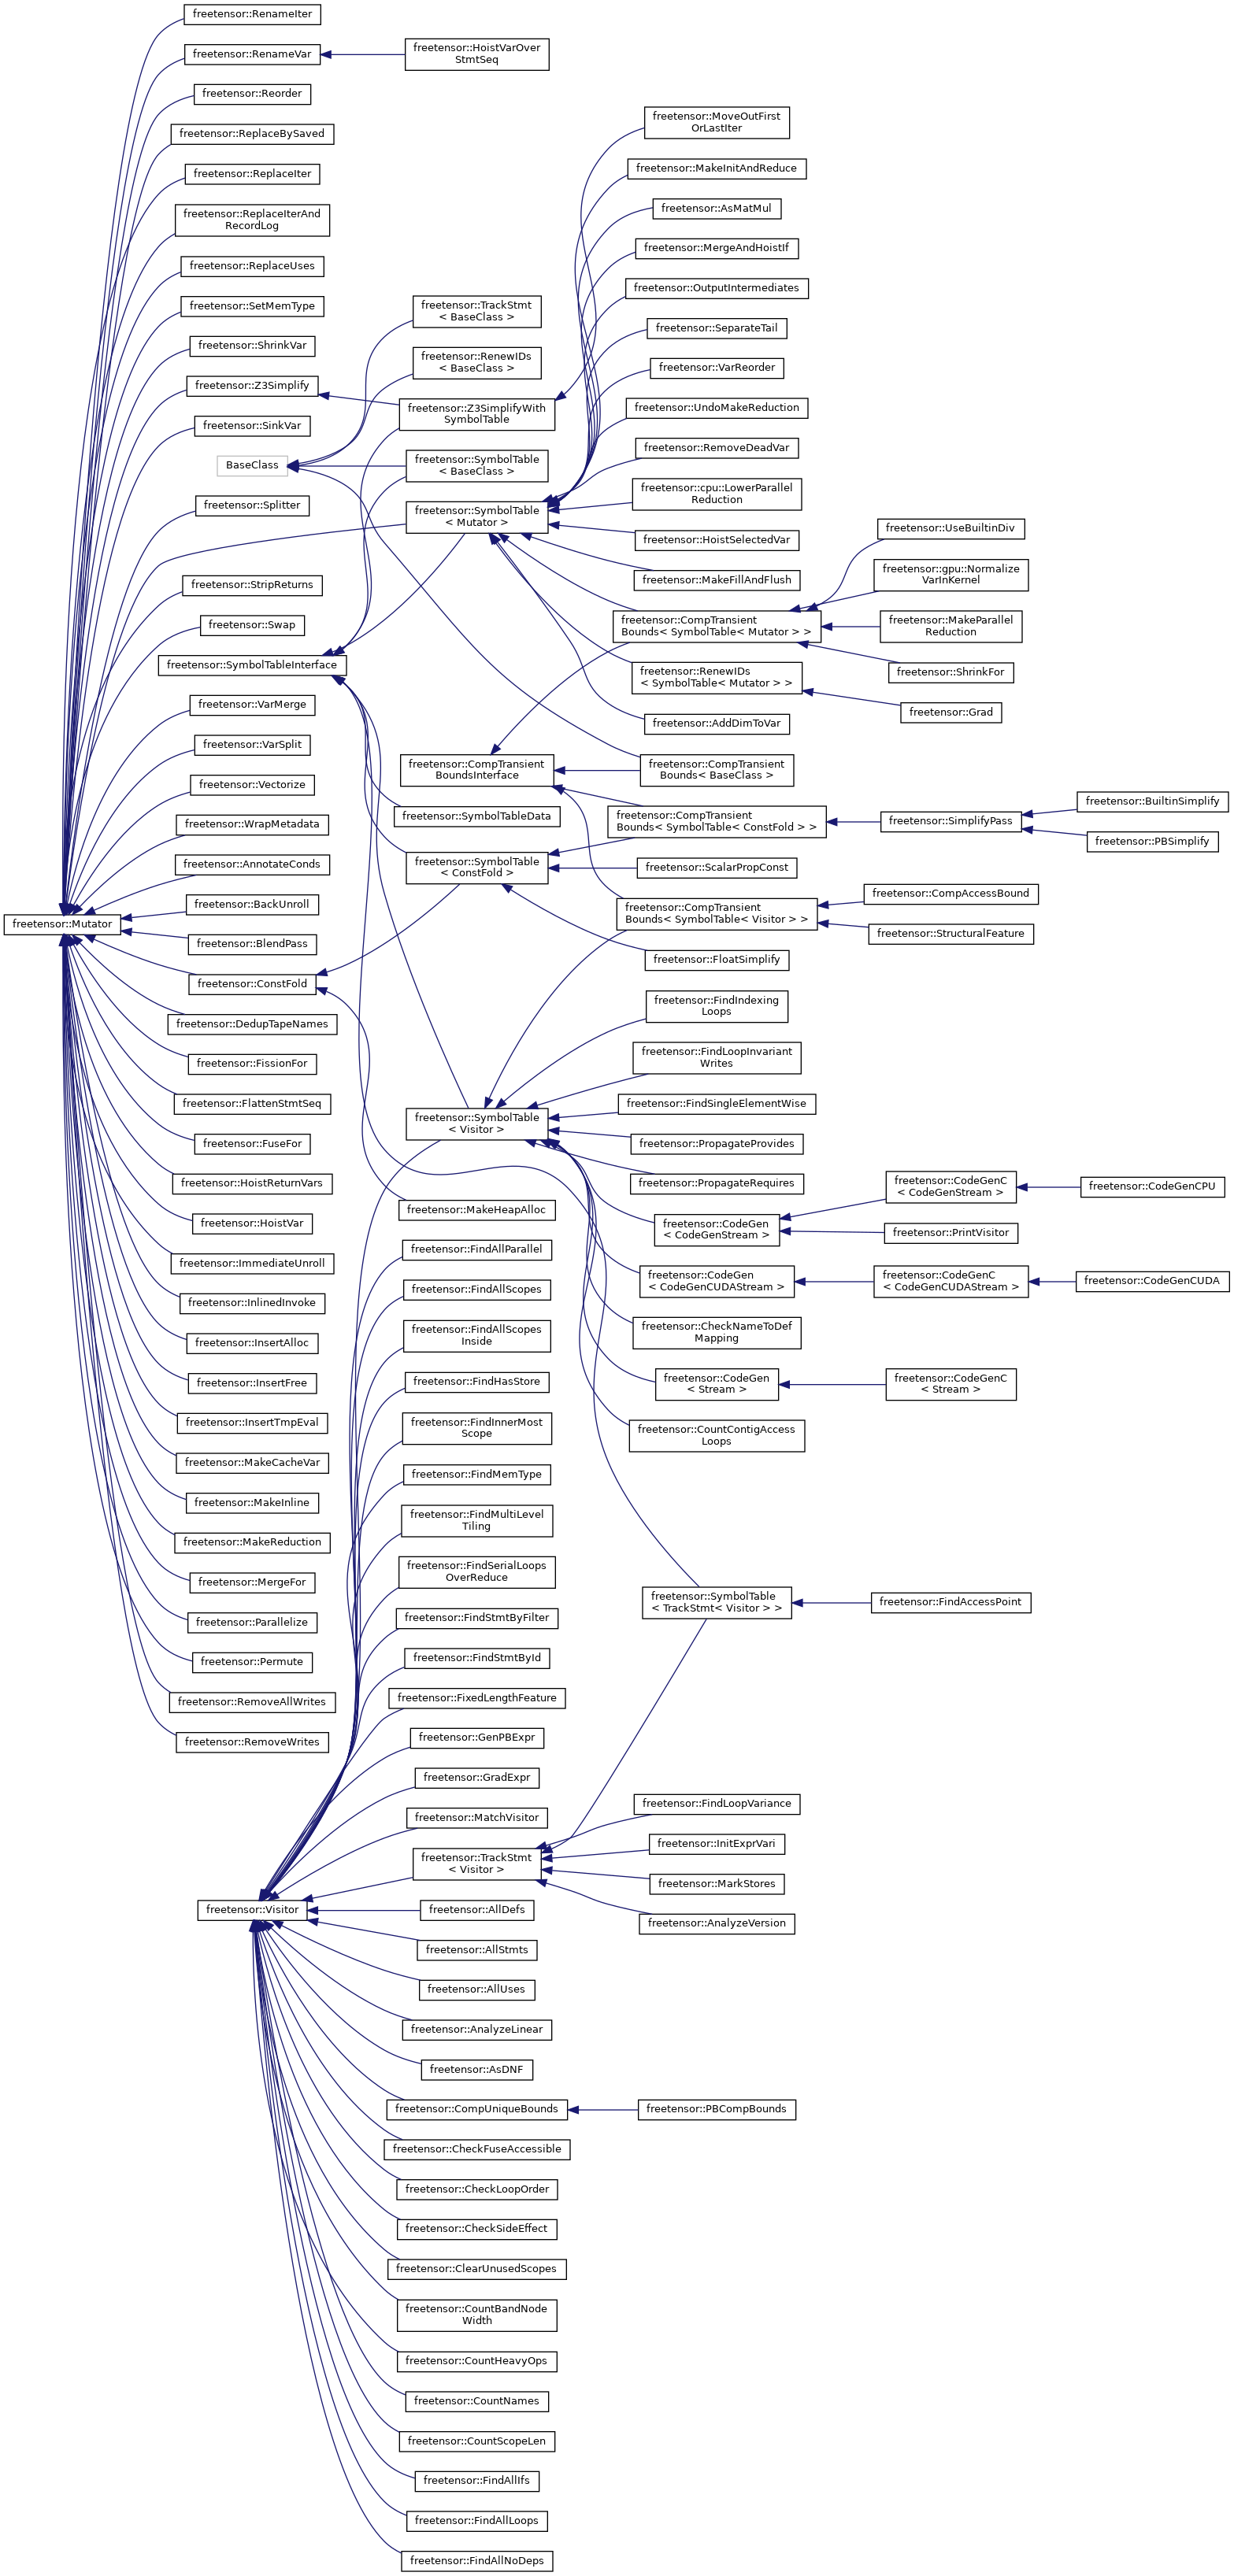 freetensor::RenameIter
freetensor::RenameVar
freetensor::HoistVarOver
StmtSeq
freetensor::Reorder
freetensor::ReplaceBySaved
freetensor::ReplaceIter
freetensor::ReplaceIterAnd
RecordLog
freetensor::ReplaceUses
freetensor::SetMemType
freetensor::ShrinkVar
freetensor::Z3Simplify
freetensor::SinkVar
BaseClass
freetensor::Splitter
freetensor::StripReturns
freetensor::Swap
freetensor::SymbolTableInterface
freetensor::VarMerge
freetensor::VarSplit
freetensor::Vectorize
freetensor::WrapMetadata
freetensor::AnnotateConds
freetensor::BackUnroll
freetensor::Mutator
freetensor::BlendPass
freetensor::ConstFold
freetensor::DedupTapeNames
freetensor::FissionFor
freetensor::FlattenStmtSeq
freetensor::FuseFor
freetensor::HoistReturnVars
freetensor::HoistVar
freetensor::ImmediateUnroll
freetensor::InlinedInvoke
freetensor::InsertAlloc
freetensor::InsertFree
freetensor::InsertTmpEval
freetensor::MakeCacheVar
freetensor::MakeInline
freetensor::MakeReduction
freetensor::MergeFor
freetensor::Parallelize
freetensor::Permute
freetensor::RemoveAllWrites
freetensor::RemoveWrites
freetensor::Visitor
freetensor::TrackStmt
< BaseClass >
freetensor::RenewIDs
< BaseClass >
freetensor::Z3SimplifyWith
SymbolTable
freetensor::SymbolTable
< BaseClass >
freetensor::SymbolTable
< Mutator >
freetensor::CompTransient
BoundsInterface
freetensor::SymbolTableData
freetensor::SymbolTable
< ConstFold >
freetensor::SymbolTable
< Visitor >
freetensor::MakeHeapAlloc
freetensor::FindAllParallel
freetensor::FindAllScopes
freetensor::FindAllScopes
Inside
freetensor::FindHasStore
freetensor::FindInnerMost
Scope
freetensor::FindMemType
freetensor::FindMultiLevel
Tiling
freetensor::FindSerialLoops
OverReduce
freetensor::FindStmtByFilter
freetensor::FindStmtById
freetensor::FixedLengthFeature
freetensor::GenPBExpr
freetensor::GradExpr
freetensor::MatchVisitor
freetensor::TrackStmt
< Visitor >
freetensor::AllDefs
freetensor::AllStmts
freetensor::AllUses
freetensor::AnalyzeLinear
freetensor::AsDNF
freetensor::CompUniqueBounds
freetensor::CheckFuseAccessible
freetensor::CheckLoopOrder
freetensor::CheckSideEffect
freetensor::ClearUnusedScopes
freetensor::CountBandNode
Width
freetensor::CountHeavyOps
freetensor::CountNames
freetensor::CountScopeLen
freetensor::FindAllIfs
freetensor::FindAllLoops
freetensor::FindAllNoDeps
freetensor::MoveOutFirst
OrLastIter
freetensor::MakeInitAndReduce
freetensor::AsMatMul
freetensor::MergeAndHoistIf
freetensor::OutputIntermediates
freetensor::SeparateTail
freetensor::VarReorder
freetensor::UndoMakeReduction
freetensor::RemoveDeadVar
freetensor::cpu::LowerParallel
Reduction
freetensor::HoistSelectedVar
freetensor::MakeFillAndFlush
freetensor::CompTransient
Bounds< SymbolTable< Mutator > >
freetensor::RenewIDs
< SymbolTable< Mutator > >
freetensor::AddDimToVar
freetensor::CompTransient
Bounds< BaseClass >
freetensor::CompTransient
Bounds< SymbolTable< ConstFold > >
freetensor::ScalarPropConst
freetensor::CompTransient
Bounds< SymbolTable< Visitor > >
freetensor::FloatSimplify
freetensor::FindIndexing
Loops
freetensor::FindLoopInvariant
Writes
freetensor::FindSingleElementWise
freetensor::PropagateProvides
freetensor::PropagateRequires
freetensor::CodeGen
< CodeGenStream >
freetensor::CodeGen
< CodeGenCUDAStream >
freetensor::CheckNameToDef
Mapping
freetensor::CodeGen
< Stream >
freetensor::CountContigAccess
Loops
freetensor::SymbolTable
< TrackStmt< Visitor > >
freetensor::FindLoopVariance
freetensor::InitExprVari
freetensor::MarkStores
freetensor::AnalyzeVersion
freetensor::PBCompBounds
freetensor::UseBuiltinDiv
freetensor::gpu::Normalize
VarInKernel
freetensor::MakeParallel
Reduction
freetensor::ShrinkFor
freetensor::Grad
freetensor::SimplifyPass
freetensor::CompAccessBound
freetensor::StructuralFeature
freetensor::CodeGenC
< CodeGenStream >
freetensor::PrintVisitor
freetensor::CodeGenC
< CodeGenCUDAStream >
freetensor::CodeGenC
< Stream >
freetensor::FindAccessPoint
freetensor::BuiltinSimplify
freetensor::PBSimplify
freetensor::CodeGenCPU
freetensor::CodeGenCUDA